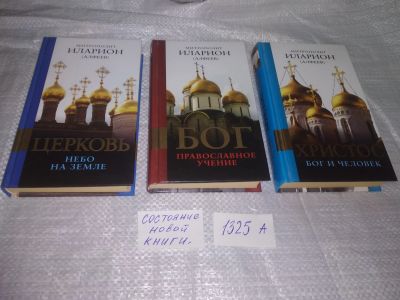 МИТРОПОЛИТ
ИЛАРИОН
(АЛФЕЕВ)
ЦЕРКОВЬ
НЕБО
НА ЗЕМЛЕ
МИТРОПОЛИТ
ИЛАРИОН
(АЛФЕЕВ)
БОГ
ПРАВОСЛАВНОЕ
УЧЕНИЕ
МИТРОПОЛИТ
ИЛАРИОН
(АЛФЕЕВ)
ХРИСТОС
БОГ И ЧЕЛОВЕК
СОСТОЯНИЕ
НОВОЙ
КНИГИ.
1325 А